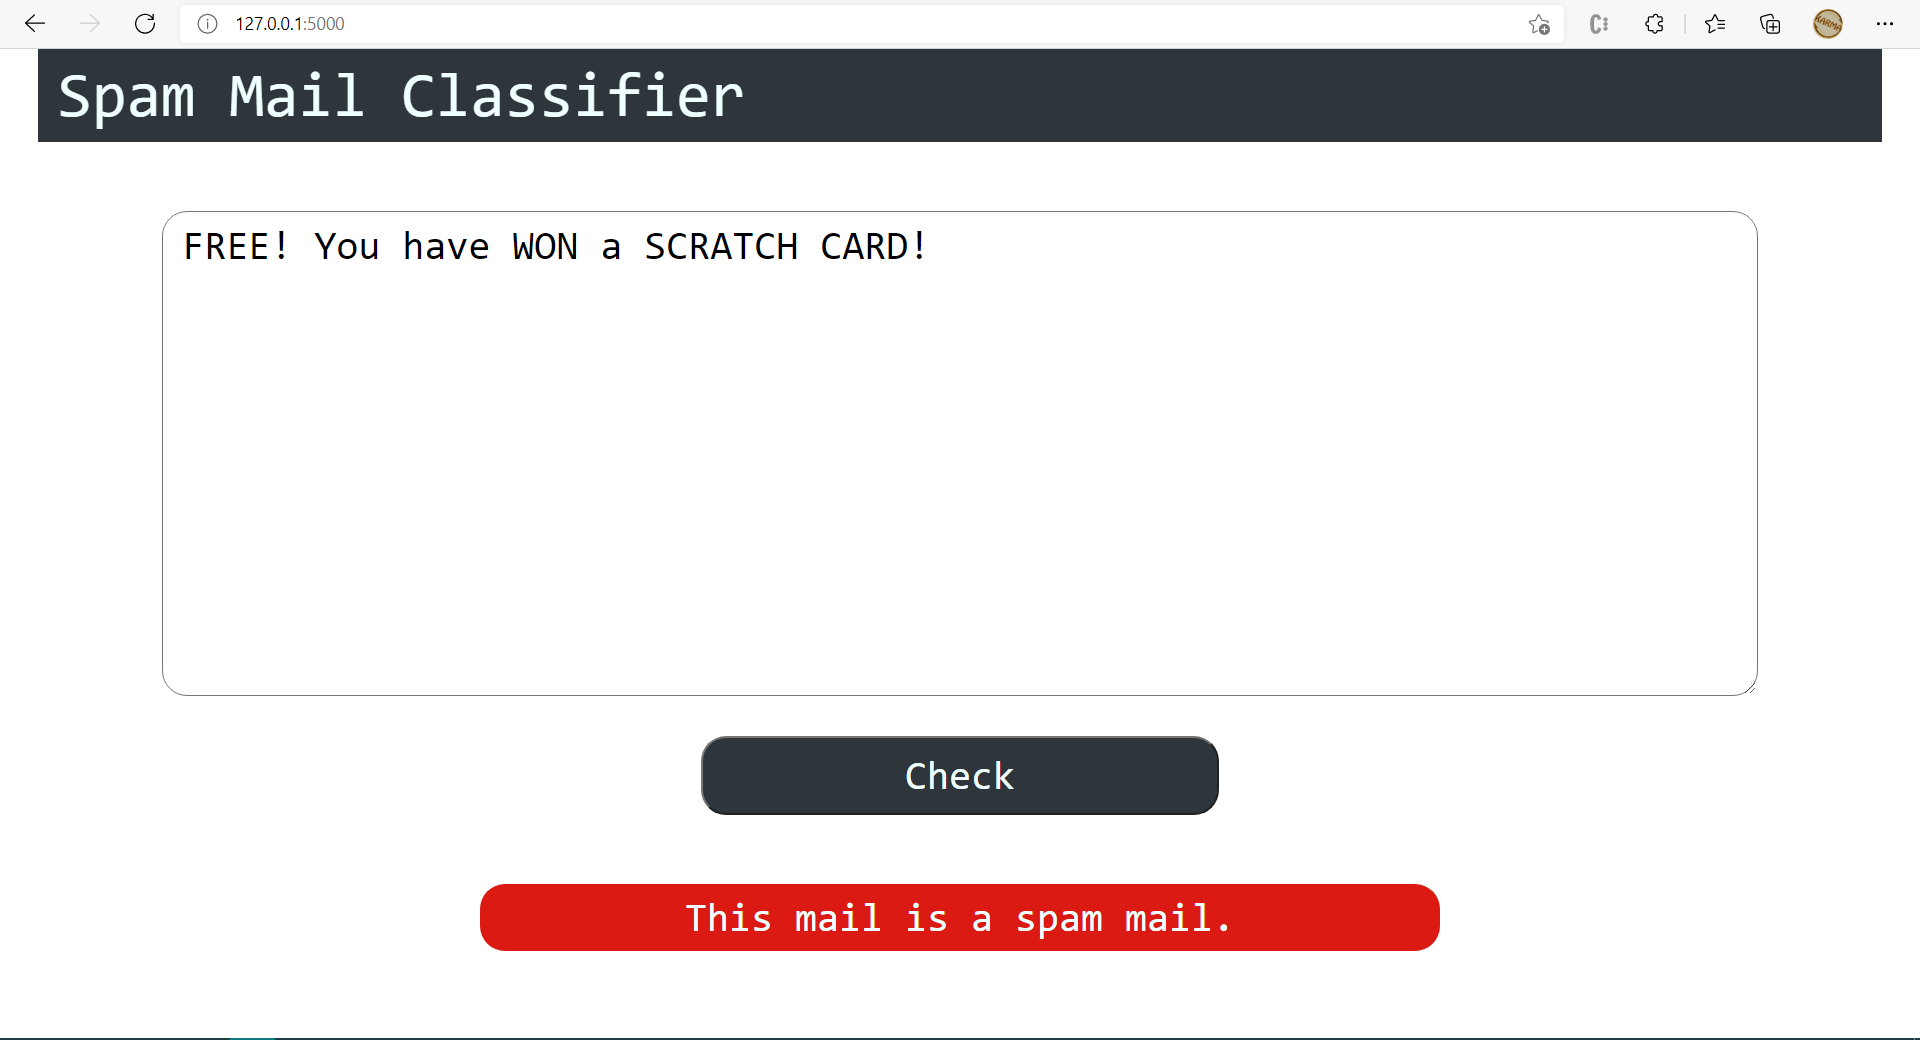 127.0.0.1:5000
KARMA
Spam Mail Classifier
FREE! You have WON a SCRATCH CARD!
Check
This mail is a spam mail.